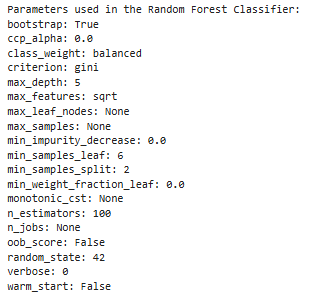 Parameters used in the Random Forest Classifier:
bootstrap: True
ccp_alpha: 0.0
class_weight: balanced
criterion: gini
max_depth: 5
max_features: sqrt
max_leaf_nodes: None
max_samples: None
min_impurity_decrease: 0.0
min_samples_leaf: 6
min_samples_split: 2
min_weight_fraction_leaf: 0.0
monotonic_cst: None
n_estimators: 100
n_jobs: None
oob_score: False
random_state: 42
verbose: 0
warm_start: False